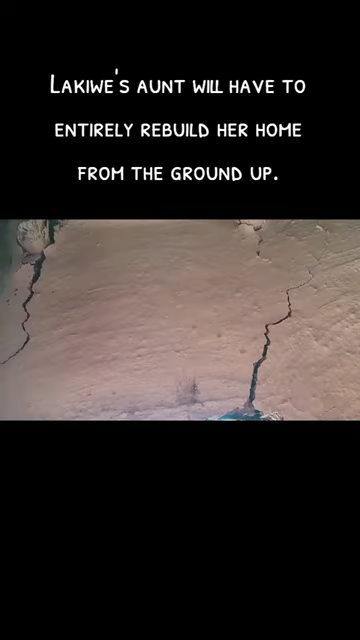 Lakiwe's aunt will have to
entirely rebuild her home
from the ground up.